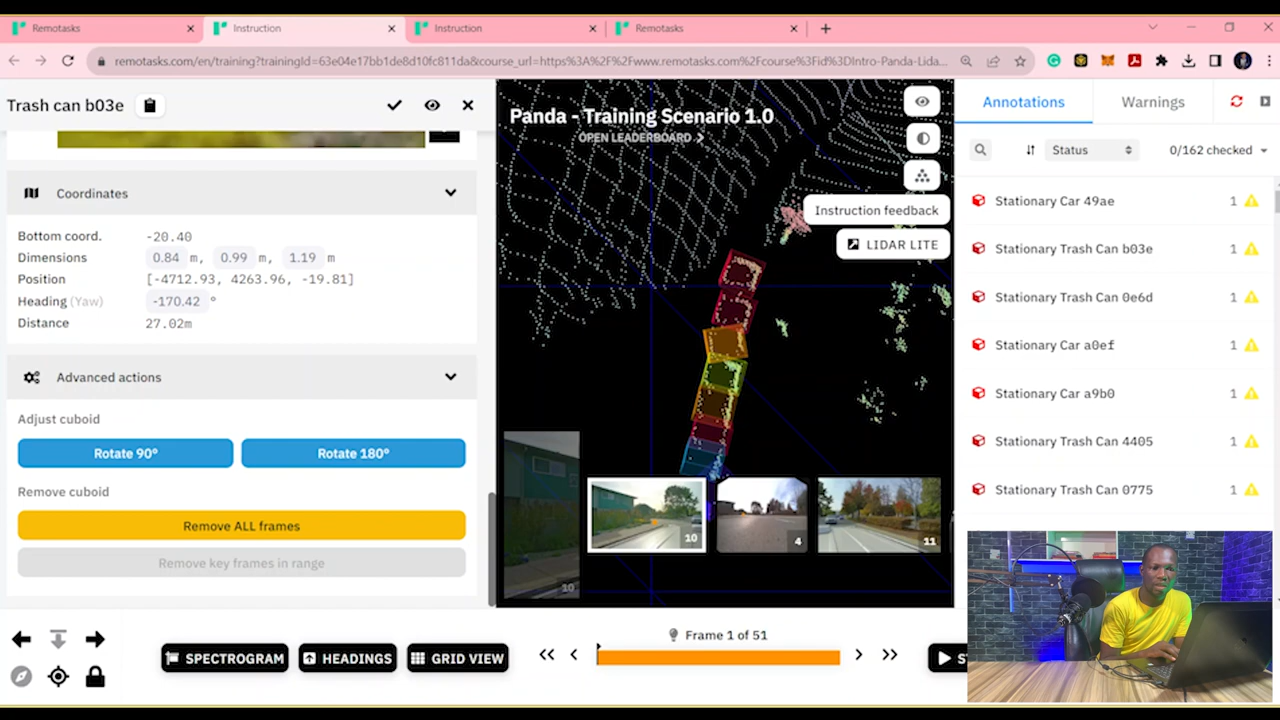 Remotasks
Instruction
Instruction
Remotasks
remotasks.com/en/training?trainingId=63e04e17bb1de8d10fc811da&course_url=https%3A%2F%2Fwww.remotasks.com%2Fcourse%3Fid%3DIntro-Panda-Lida...
Trash can b03e
Panda - Training Scenario 1.0
OPEN LEADERBOARD
Annotations
Warnings
Status
0/162 checked
Coordinates
Bottom coord. -20.40
Dimensions 0.84 m, 0.99 m, 1.19 m
Position [-4712.93, 4263.96, -19.81]
Heading (Yaw) -170.42 °
Distance 27.02m
Advanced actions
Adjust cuboid
Rotate 90°
Rotate 180°
Remove cuboid
Remove ALL frames
Remove key frames in range
Instruction feedback
LIDAR LITE
10
10
4
11
Stationary Car 49ae 1
Stationary Trash Can b03e 1
Stationary Trash Can 0e6d 1
Stationary Car a0ef 1
Stationary Car a9b0 1
Stationary Trash Can 4405 1
Stationary Trash Can 0775 1
SPECTROGRAM
HEADINGS
GRID VIEW
Frame 1 of 51